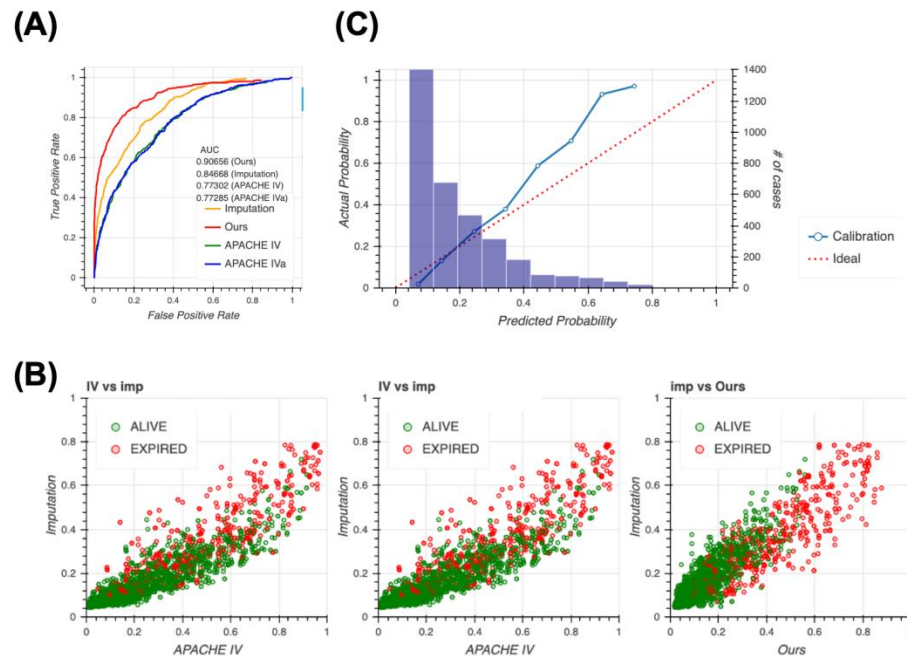 (A)
1
0.8
0.6
0.4
0.2
0
True Positive Rate
AUC
0.90656 (Ours)
0.84668 (Imputation)
0.77302 (APACHE IV)
0.77285 (APACHE IVa)
Imputation
Ours
APACHE IV
APACHE IVa
0
0.2
0.4
0.6
0.8
1
False Positive Rate
(C)
1
0.8
0.6
0.4
0.2
0
Actual Probability
1400
1200
1000
800
600
400
200
0
# of cases
0
0.2
0.4
0.6
0.8
1
Predicted Probability
Calibration
Ideal
(B)
IV vs imp
ALIVE
EXPIRED
1
0.8
0.6
0.4
0.2
0
Imputation
0
0.2
0.4
0.6
0.8
1
APACHE IV
IV vs imp
ALIVE
EXPIRED
1
0.8
0.6
0.4
0.2
0
Imputation
0
0.2
0.4
0.6
0.8
1
APACHE IV
imp vs Ours
ALIVE
EXPIRED
1
0.8
0.6
0.4
0.2
0
Imputation
0
0.2
0.4
0.6
0.8
1
Ours